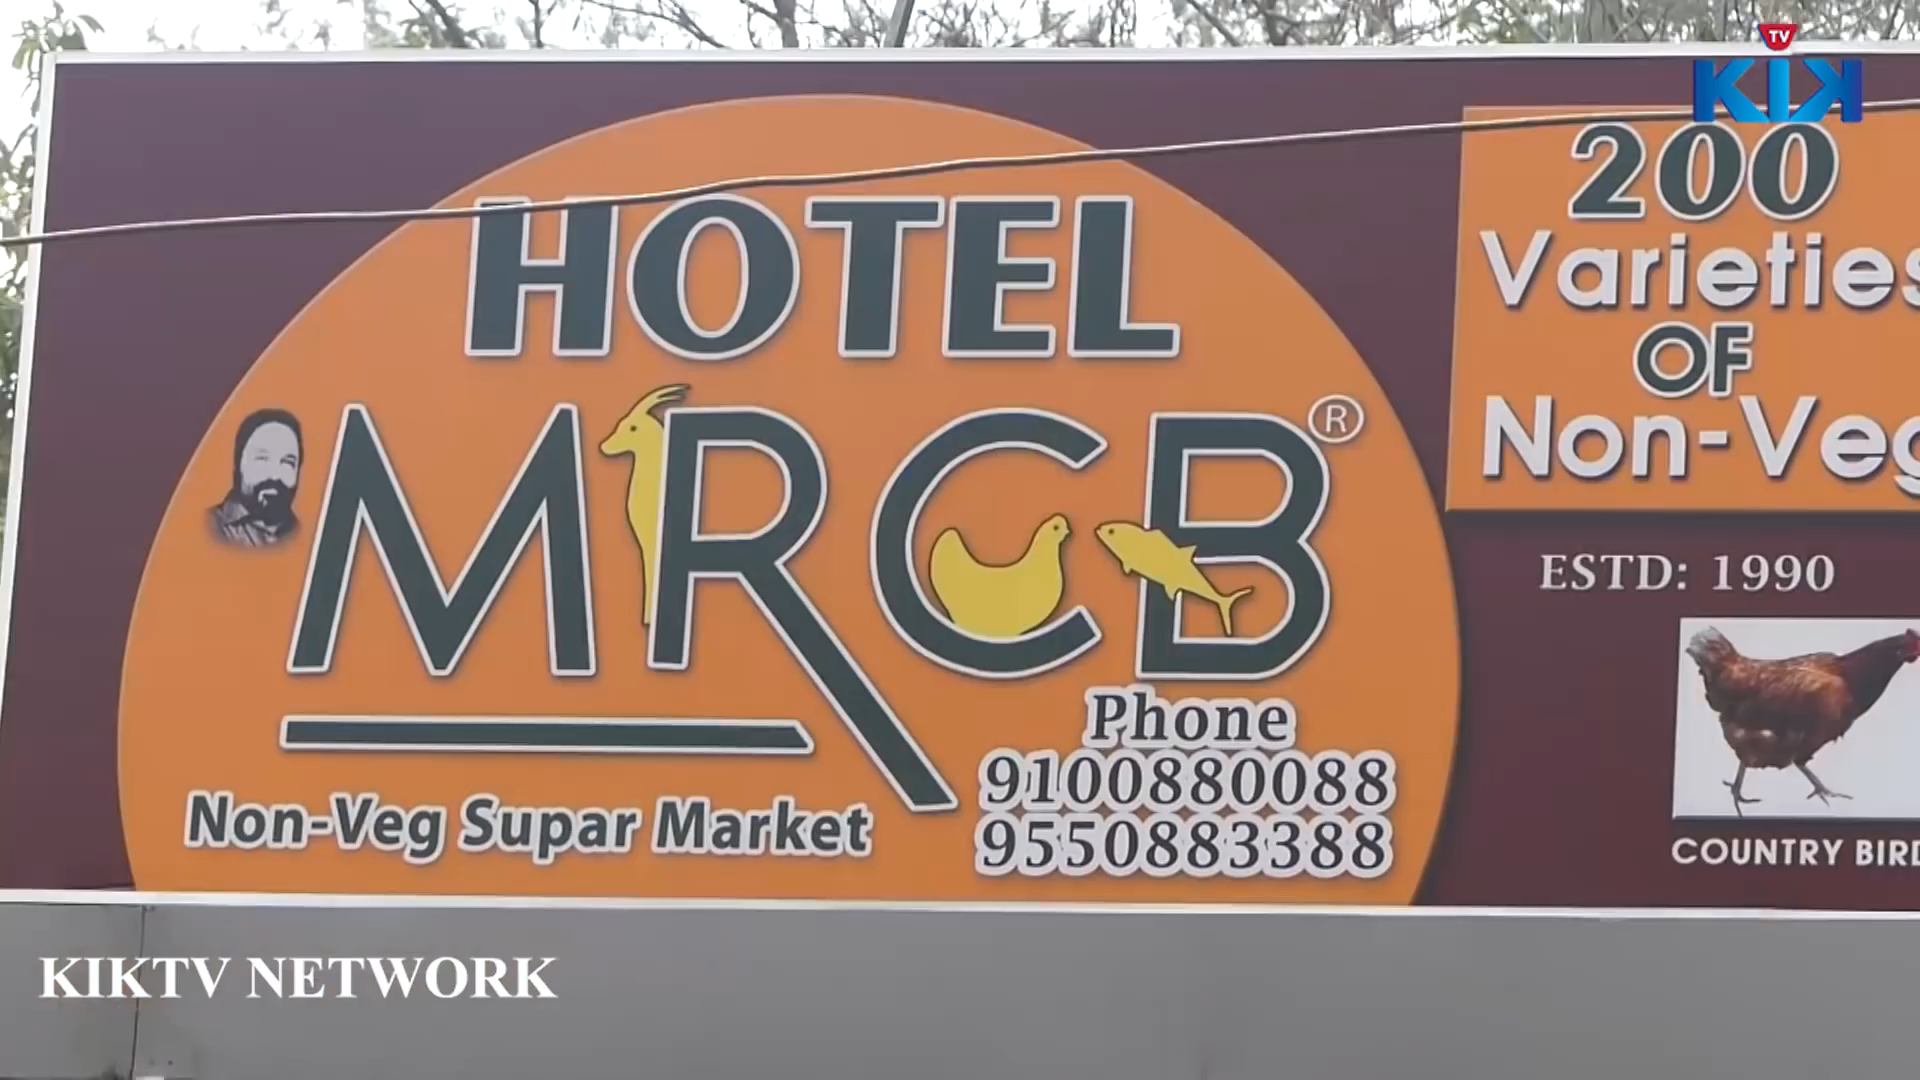 TV
KIK
HOTEL
MRCB®
Phone
9100880088
9550883388
Non-Veg Supar Market
200
Varieties
OF
Non-Veg
ESTD: 1990
COUNTRY BIRD
KIKTV NETWORK